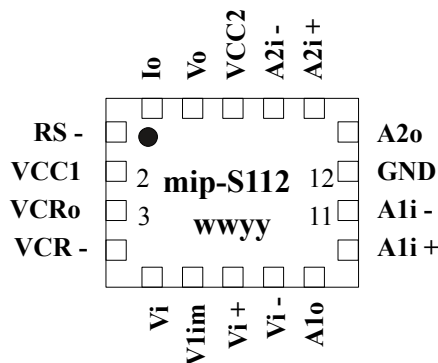 Io
Vo
VCC2
A2i -
A2i +
RS -
A2o
VCC1
2
mip-S112
12
GND
VCRo
3
wwyy
11
A1i -
VCR -
A1i +
Vi
V1im
Vi +
Vi -
A1o